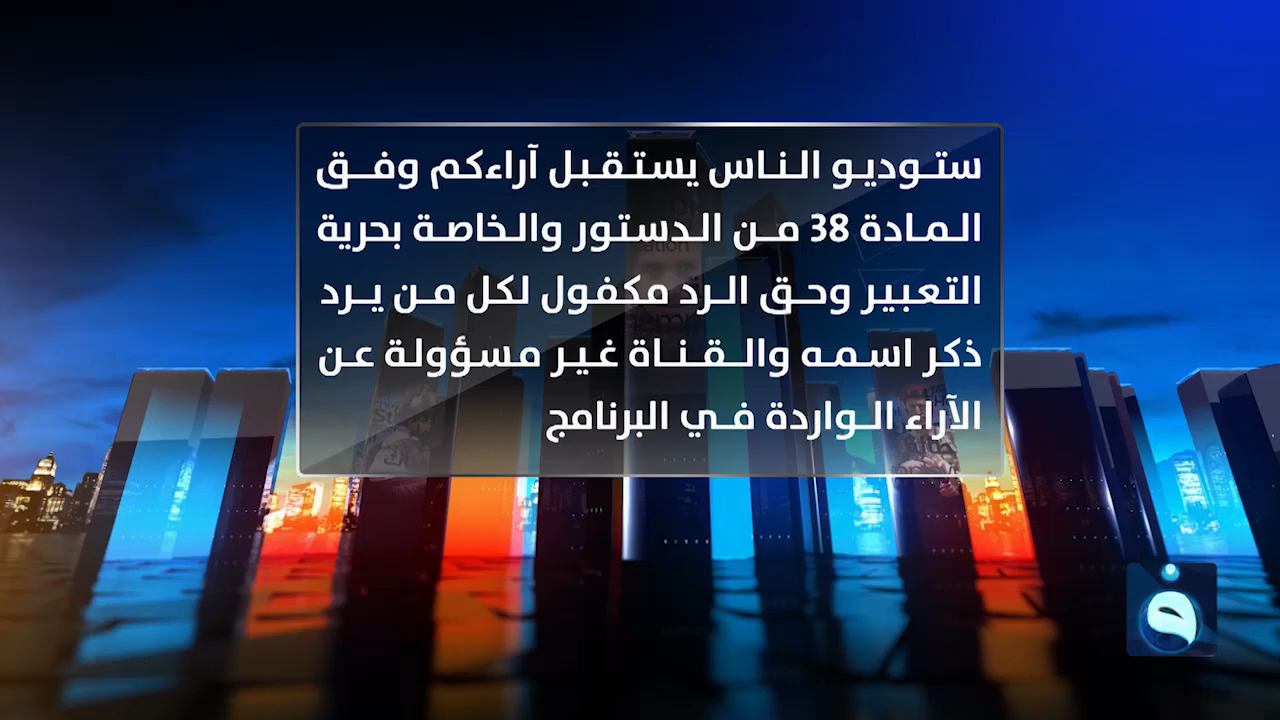 ستوديو الناس يستقبل آراءكم وفق
المادة 38 من الدستور والخاصة بحرية
التعبير وحق الرد مكفول لكل من يرد
ذكر اسمه والقناة غير مسؤولة عن
الآراء الواردة في البرنامج